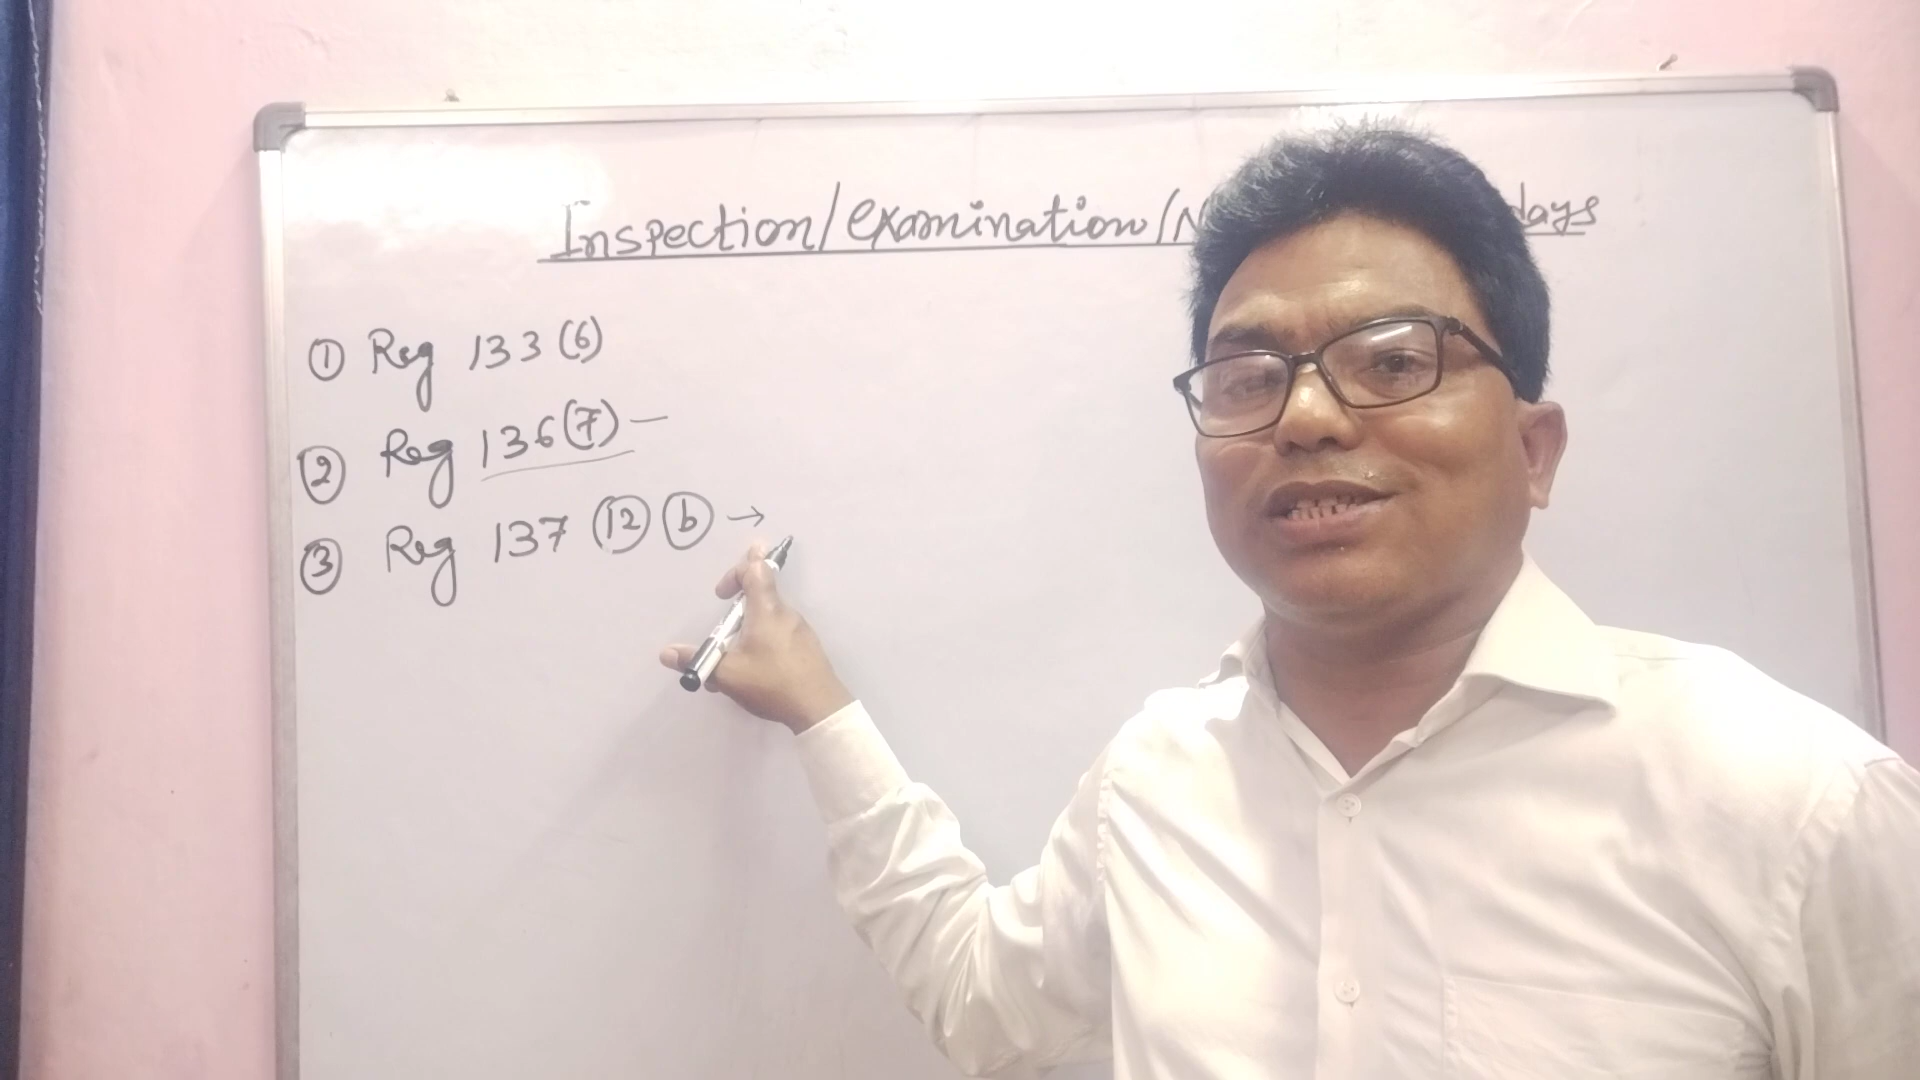 Inspection/examination/N days
① Reg 133(6)
② Reg 136(7) —
③ Reg 137 ⑫ ⓑ →